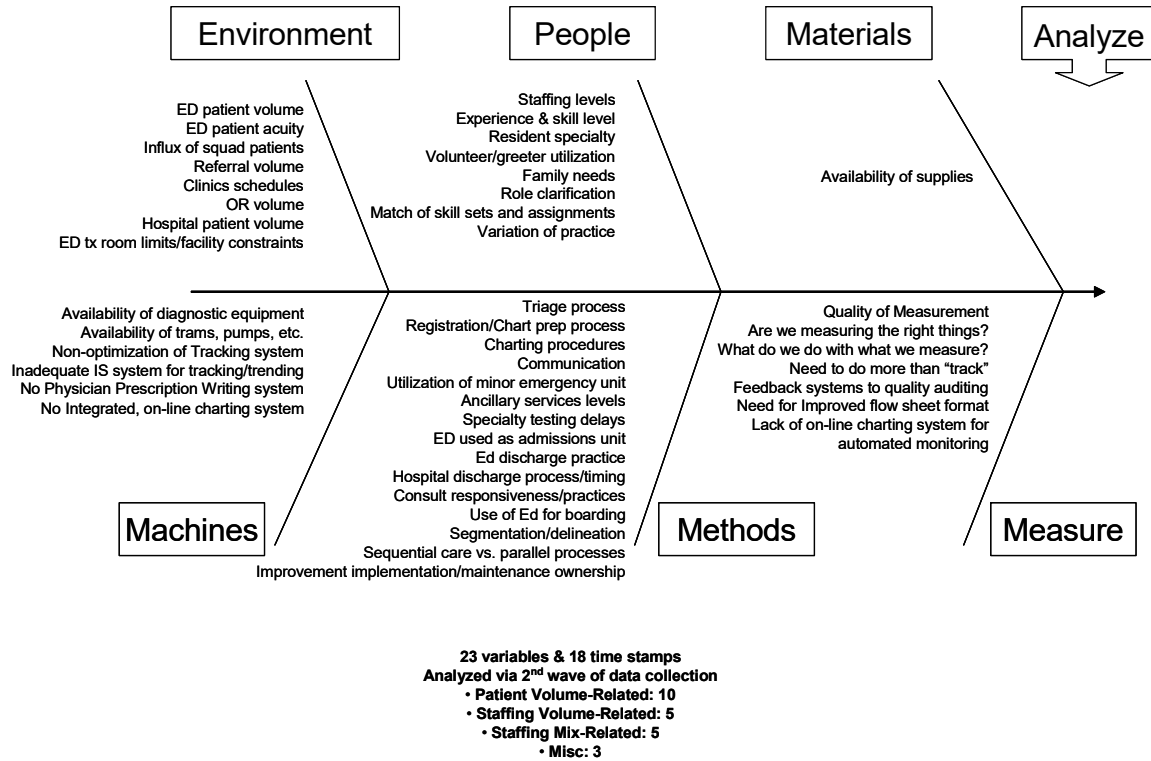 Environment
People
Materials
Analyze
ED patient volume
ED patient acuity
Influx of squad patients
Referral volume
Clinics schedules
OR volume
Hospital patient volume
ED tx room limits/facility constraints
Staffing levels
Experience & skill level
Resident specialty
Volunteer/greeter utilization
Family needs
Role clarification
Match of skill sets and assignments
Variation of practice
Availability of supplies
Availability of diagnostic equipment
Availability of trams, pumps, etc.
Non-optimization of Tracking system
Inadequate IS system for tracking/trending
No Physician Prescription Writing system
No Integrated, on-line charting system
Triage process
Registration/Chart prep process
Charting procedures
Communication
Utilization of minor emergency unit
Ancillary services levels
Specialty testing delays
ED used as admissions unit
Ed discharge practice
Hospital discharge process/timing
Consult responsiveness/practices
Use of Ed for boarding
Segmentation/delineation
Sequential care vs. parallel processes
Improvement implementation/maintenance ownership
Quality of Measurement
Are we measuring the right things?
What do we do with what we measure?
Need to do more than “track”
Feedback systems to quality auditing
Need for Improved flow sheet format
Lack of on-line charting system for
automated monitoring
Machines
Methods
Measure
23 variables & 18 time stamps
Analyzed via 2nd wave of data collection
• Patient Volume-Related: 10
• Staffing Volume-Related: 5
• Staffing Mix-Related: 5
• Misc: 3